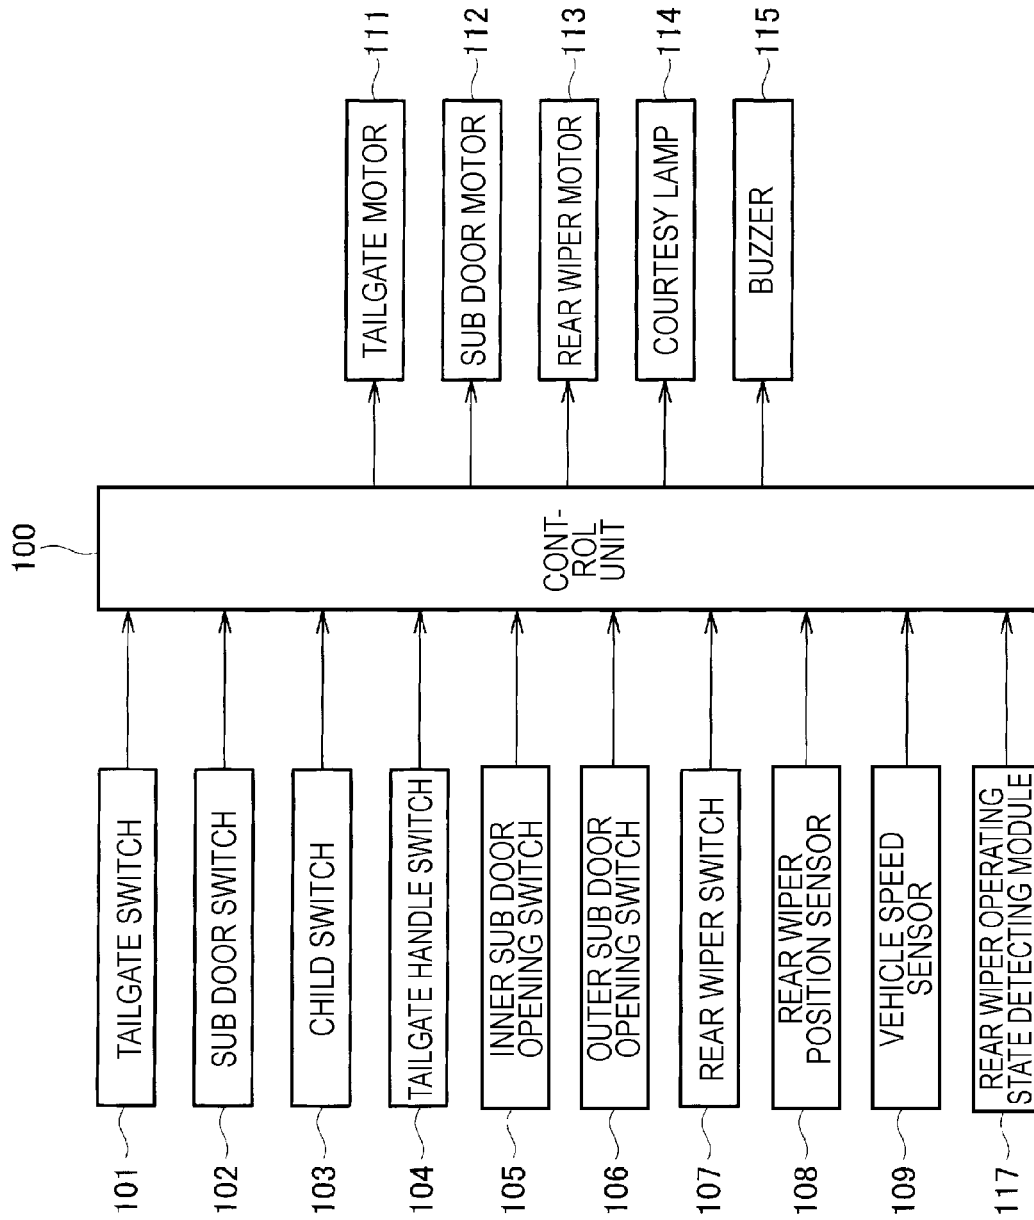 100
CONT-
ROL
UNIT
101
TAILGATE SWITCH
102
SUB DOOR SWITCH
103
CHILD SWITCH
104
TAILGATE HANDLE SWITCH
105
INNER SUB DOOR
OPENING SWITCH
106
OUTER SUB DOOR
OPENING SWITCH
107
REAR WIPER SWITCH
108
REAR WIPER
POSITION SENSOR
109
VEHICLE SPEED
SENSOR
117
REAR WIPER OPERATING
STATE DETECTING MODULE
TAILGATE MOTOR
111
SUB DOOR MOTOR
112
REAR WIPER MOTOR
113
COURTESY LAMP
114
BUZZER
115